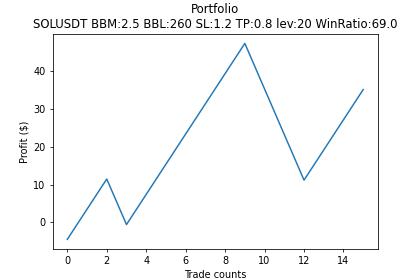 Portfolio
SOLUSDT BBM:2.5 BBL:260 SL:1.2 TP:0.8 lev:20 WinRatio:69.0
40
30
20
10
0
Profit ($)
0 2 4 6 8 10 12 14
Trade counts